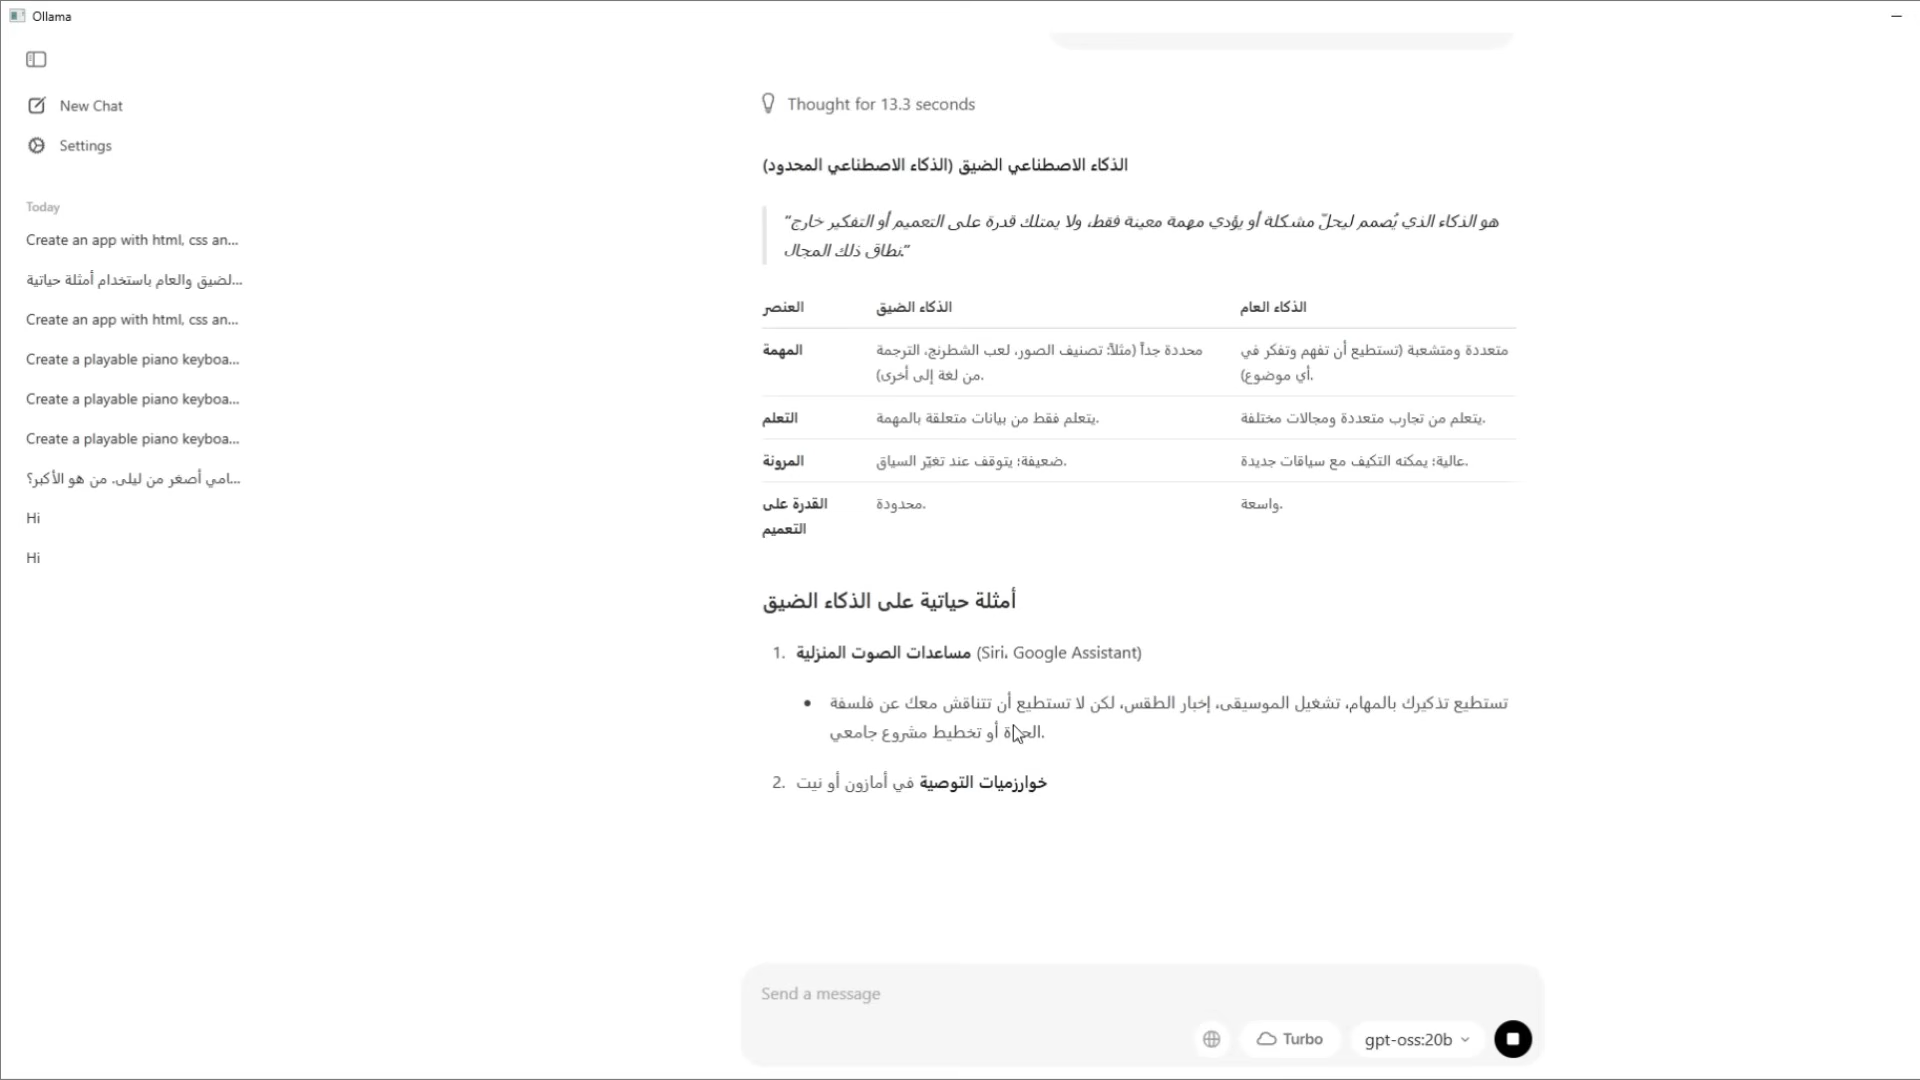 Ollama
New Chat
Settings
Today
Create an app with html, css an...
...لضيق والعام باستخدام أمثلة حياتية
Create an app with html, css an...
Create a playable piano keyboa...
Create a playable piano keyboa...
Create a playable piano keyboa...
...امي أصغر من ليلى. من هو الأكبر؟
Hi
Hi
Thought for 13.3 seconds
الذكاء الاصطناعي الضيق (الذكاء الاصطناعي المحدود)
“هو الذكاء الذي يُصمم ليحلّ مشكلة أو يؤدي مهمة معينة فقط، ولا يمتلك قدرة على التعميم أو التفكير خارج
نطاق ذلك المجال.”
العنصر الذكاء الضيق الذكاء العام
المهمة محددة جداً (مثلاً: تصنيف الصور، لعب الشطرنج، الترجمة متعددة ومتشعبة (تستطيع أن تفهم وتفكر في
من لغة إلى أخرى). أي موضوع).
التعلم يتعلم فقط من بيانات متعلقة بالمهمة. يتعلم من تجارب متعددة ومجالات مختلفة.
المرونة ضعيفة؛ يتوقف عند تغيّر السياق. عالية؛ يمكنه التكيف مع سياقات جديدة.
القدرة على محدودة. واسعة.
التعميم
أمثلة حياتية على الذكاء الضيق
1. مساعدات الصوت المنزلية (Siri، Google Assistant)
• تستطيع تذكيرك بالمهام، تشغيل الموسيقى، إخبار الطقس، لكن لا تستطيع أن تتناقش معك عن فلسفة
أو تخطيط مشروع جامعي.
2. خوارزميات التوصية في أمازون أو نيت
Send a message
Turbo
gpt-oss:20b